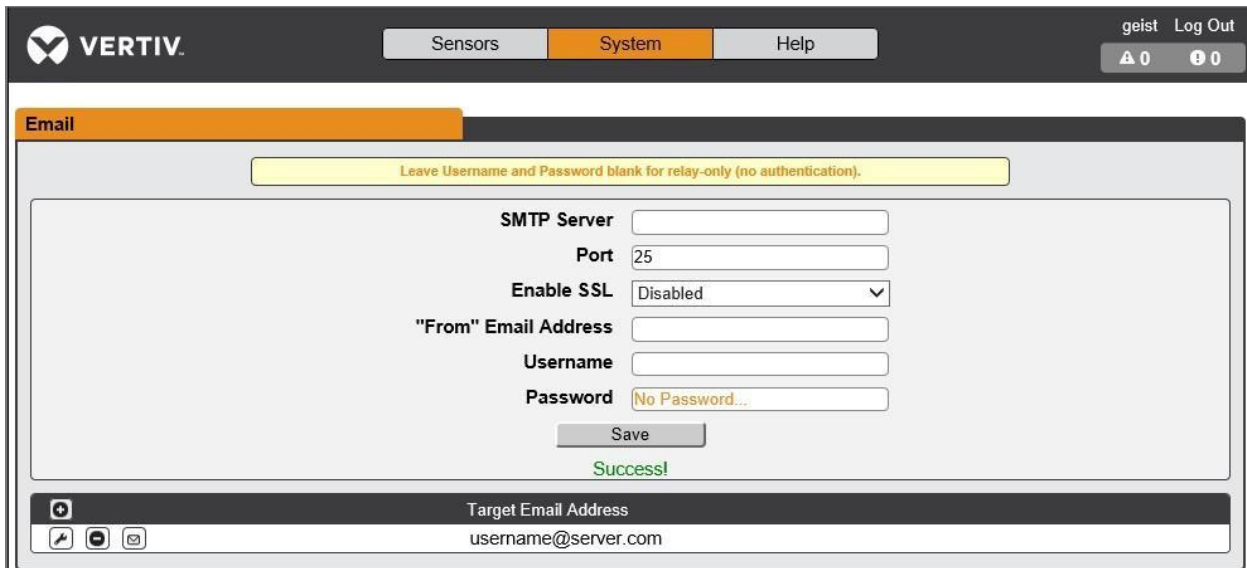 VERTIV.
Sensors System Help
geist Log Out
0 0
Email
Leave Username and Password blank for relay-only (no authentication).
SMTP Server
Port 25
Enable SSL Disabled
"From" Email Address
Username
Password No Password...
Save
Success!
Target Email Address
username@server.com